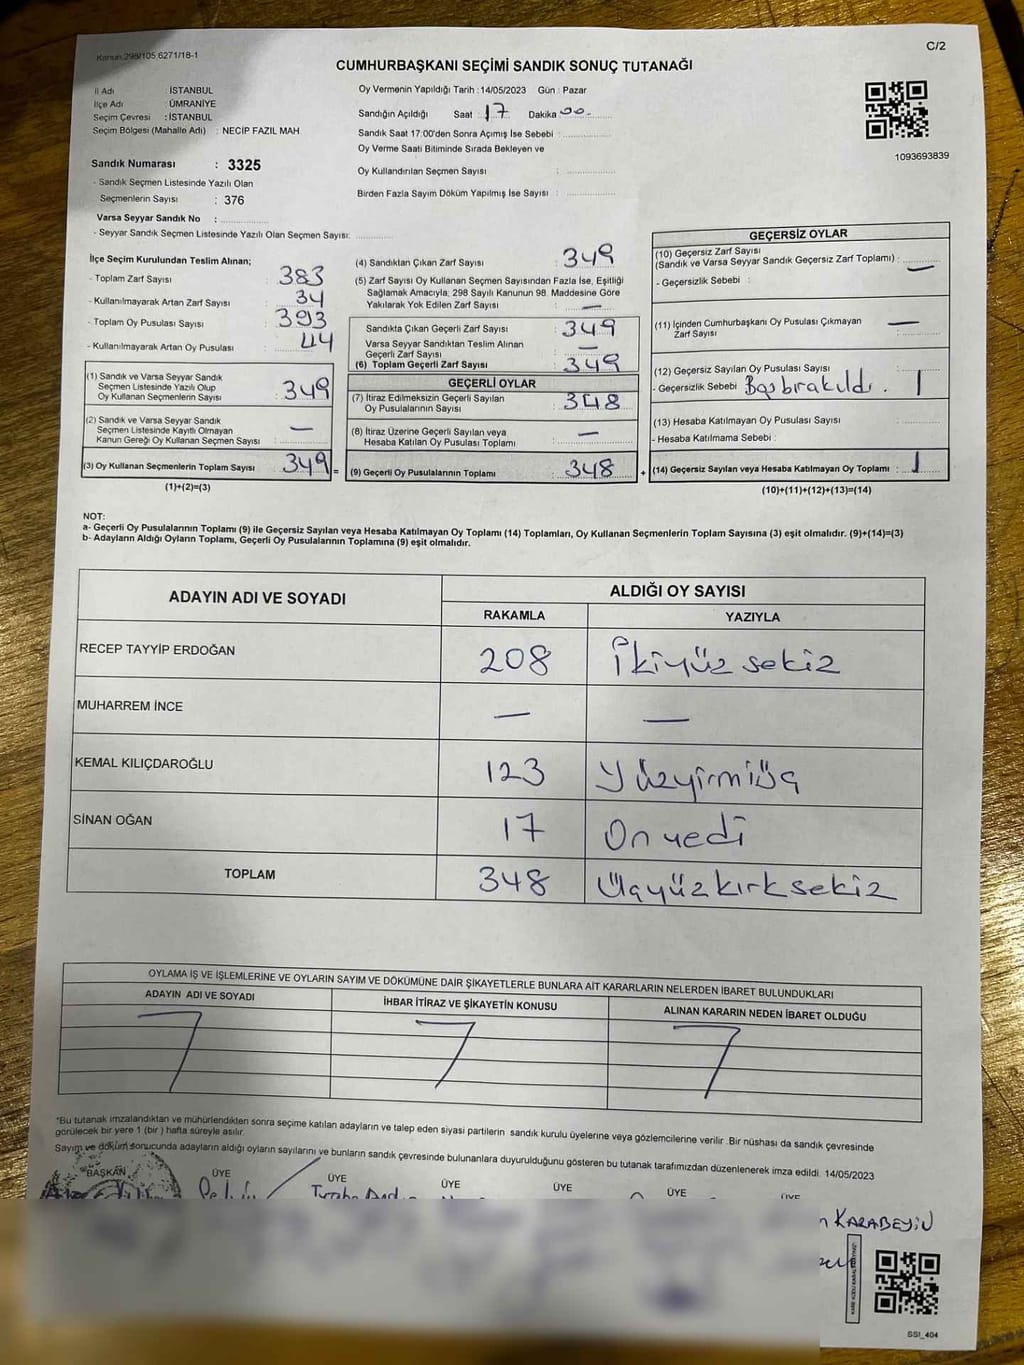 Kanun:298/105 6271/18-1
C/2
CUMHURBAŞKANI SEÇİMİ SANDIK SONUÇ TUTANAĞI
İl Adı : İSTANBUL
İlçe Adı : ÜMRANİYE
Seçim Çevresi : İSTANBUL
Seçim Bölgesi (Mahalle Adı) : NECİP FAZIL MAH
Sandık Numarası : 3325
- Sandık Seçmen Listesinde Yazılı Olan
Seçmenlerin Sayısı : 376
Varsa Seyyar Sandık No :
- Seyyar Sandık Seçmen Listesinde Yazılı Olan Seçmen Sayısı:
Oy Vermenin Yapıldığı Tarih :14/05/2023 Gün : Pazar
Sandığın Açıldığı Saat : 17 Dakika : 00
Sandık Saat 17:00'den Sonra Açımış İse Sebebi :
Oy Verme Saati Bitiminde Sırada Bekleyen ve
Oy Kullandırılan Seçmen Sayısı :
Birden Fazla Sayım Döküm Yapılmış İse Sayısı :
1093693839
İlçe Seçim Kurulundan Teslim Alınan;
- Toplam Zarf Sayısı : 383
- Kullanılmayarak Artan Zarf Sayısı : 34
- Toplam Oy Pusulası Sayısı : 393
- Kullanılmayarak Artan Oy Pusulası : 44
(1) Sandık ve Varsa Seyyar Sandık
Seçmen Listesinde Yazılı Olup
Oy Kullanan Seçmenlerin Sayısı : 349
(2) Sandık ve Varsa Seyyar Sandık
Seçmen Listesinde Kayıtlı Olmayan
Kanun Gereği Oy Kullanan Seçmen Sayısı : —
(3) Oy Kullanan Seçmenlerin Toplam Sayısı : 349 =
(1)+(2)=(3)
(4) Sandıktan Çıkan Zarf Sayısı : 349
(5) Zarf Sayısı Oy Kullanan Seçmen Sayısından Fazla İse, Eşitliği
Sağlamak Amacıyla; 298 Sayılı Kanunun 98. Maddesine Göre
Yakılarak Yok Edilen Zarf Sayısı : —
Sandıkta Çıkan Geçerli Zarf Sayısı : 349
Varsa Seyyar Sandıktan Teslim Alınan
Geçerli Zarf Sayısı : —
(6) Toplam Geçerli Zarf Sayısı : 349
GEÇERLİ OYLAR
(7) İtiraz Edilmeksizin Geçerli Sayılan
Oy Pusulalarının Sayısı : 348
(8) İtiraz Üzerine Geçerli Sayılan veya
Hesaba Katılan Oy Pusulası Toplamı : —
(9) Geçerli Oy Pusulalarının Toplamı : 348 +
GEÇERSİZ OYLAR
(10) Geçersiz Zarf Sayısı
(Sandık ve Varsa Seyyar Sandık Geçersiz Zarf Toplamı) : —
- Geçersizlik Sebebi :
(11) İçinden Cumhurbaşkanı Oy Pusulası Çıkmayan
Zarf Sayısı : —
(12) Geçersiz Sayılan Oy Pusulası Sayısı
- Geçersizlik Sebebi : Boş bırakıldı. 1
(13) Hesaba Katılmayan Oy Pusulası Sayısı :
- Hesaba Katılmama Sebebi :
(14) Geçersiz Sayılan veya Hesaba Katılmayan Oy Toplamı : 1
(10)+(11)+(12)+(13)=(14)
NOT:
a- Geçerli Oy Pusulalarının Toplamı (9) ile Geçersiz Sayılan veya Hesaba Katılmayan Oy Toplamı (14) Toplamları, Oy Kullanan Seçmenlerin Toplam Sayısına (3) eşit olmalıdır. (9)+(14)=(3)
b- Adayların Aldığı Oyların Toplamı, Geçerli Oy Pusulalarının Toplamına (9) eşit olmalıdır.
ADAYIN ADI VE SOYADI
ALDIĞI OY SAYISI
RAKAMLA YAZIYLA
RECEP TAYYİP ERDOĞAN 208 İkiyüz sekiz
MUHARREM İNCE — —
KEMAL KILIÇDAROĞLU 123 Yüzyirmiüç
SİNAN OĞAN 17 On yedi
TOPLAM 348 Üçyüzkırksekiz
OYLAMA İŞ VE İŞLEMLERİNE VE OYLARIN SAYIM VE DÖKÜMÜNE DAİR ŞİKAYETLERLE BUNLARA AİT KARARLARIN NELERDEN İBARET BULUNDUKLARI
ADAYIN ADI VE SOYADI İHBAR İTİRAZ VE ŞİKAYETİN KONUSU ALINAN KARARIN NEDEN İBARET OLDUĞU
*Bu tutanak imzalandıktan ve mühürlendikten sonra seçime katılan adayların ve talep eden siyasi partilerin sandık kurulu üyelerine veya gözlemcilerine verilir .Bir nüshası da sandık çevresinde
görülecek bir yere 1 (bir ) hafta süreyle asılır.
Sayım ve döküm sonucunda adayların aldığı oyların sayılarını ve bunların sandık çevresinde bulunanlara duyurulduğunu gösteren bu tutanak tarafımızdan düzenlenerek imza edildi. 14/05/2023
BAŞKAN ÜYE ÜYE ÜYE ÜYE ÜYE ÜYE
KARABEYİN
SSI_404